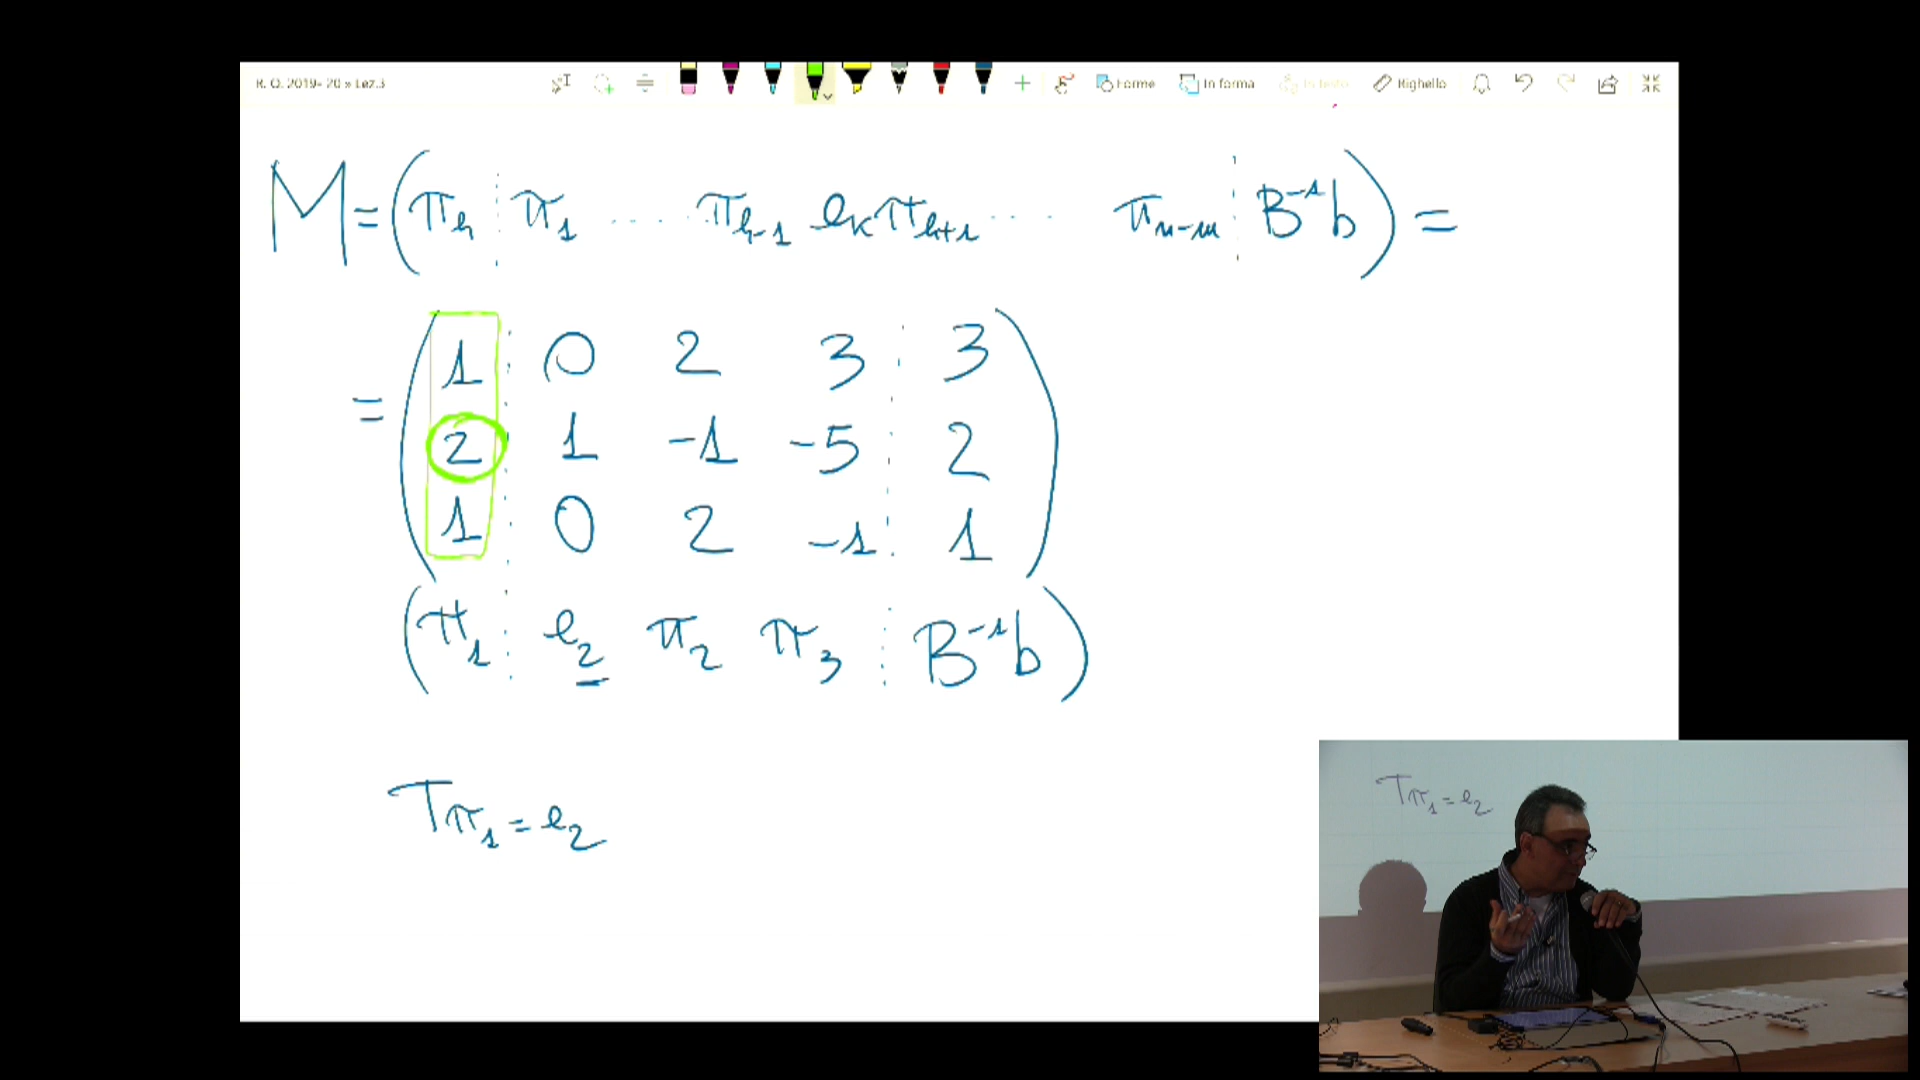 R. O. 2019-20 » Lez.3
Forme In forma In testo Righello
M = ( π_h ⋮ π_1 .... π_{h-1} e_k π_{h+1} ... π_{n-m} ⋮ B^{-1}b ) =
= ( 1 ⋮ 0 2 3 ⋮ 3
2 ⋮ 1 -1 -5 ⋮ 2
1 ⋮ 0 2 -1 ⋮ 1 )
( π_1 ⋮ e_2 π_2 π_3 ⋮ B^{-1}b )
Tπ_1 = e_2
Tπ_1 = e_2